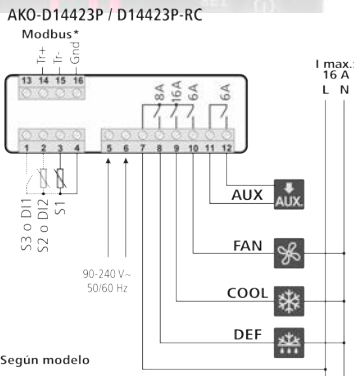 AKO-D14423P / D14423P-RC
Modbus*
Tr+
Tr-
Gnd
13 14 15 16
8A
16A
6A
6A
I max.:
16 A
L N
1 2 3 4 5 6 7 8 9 10 11 12
S3 o DI1
S2 o DI2
S1
90-240 V~
50/60 Hz
AUX
AUX.
FAN
COOL
DEF
Según modelo